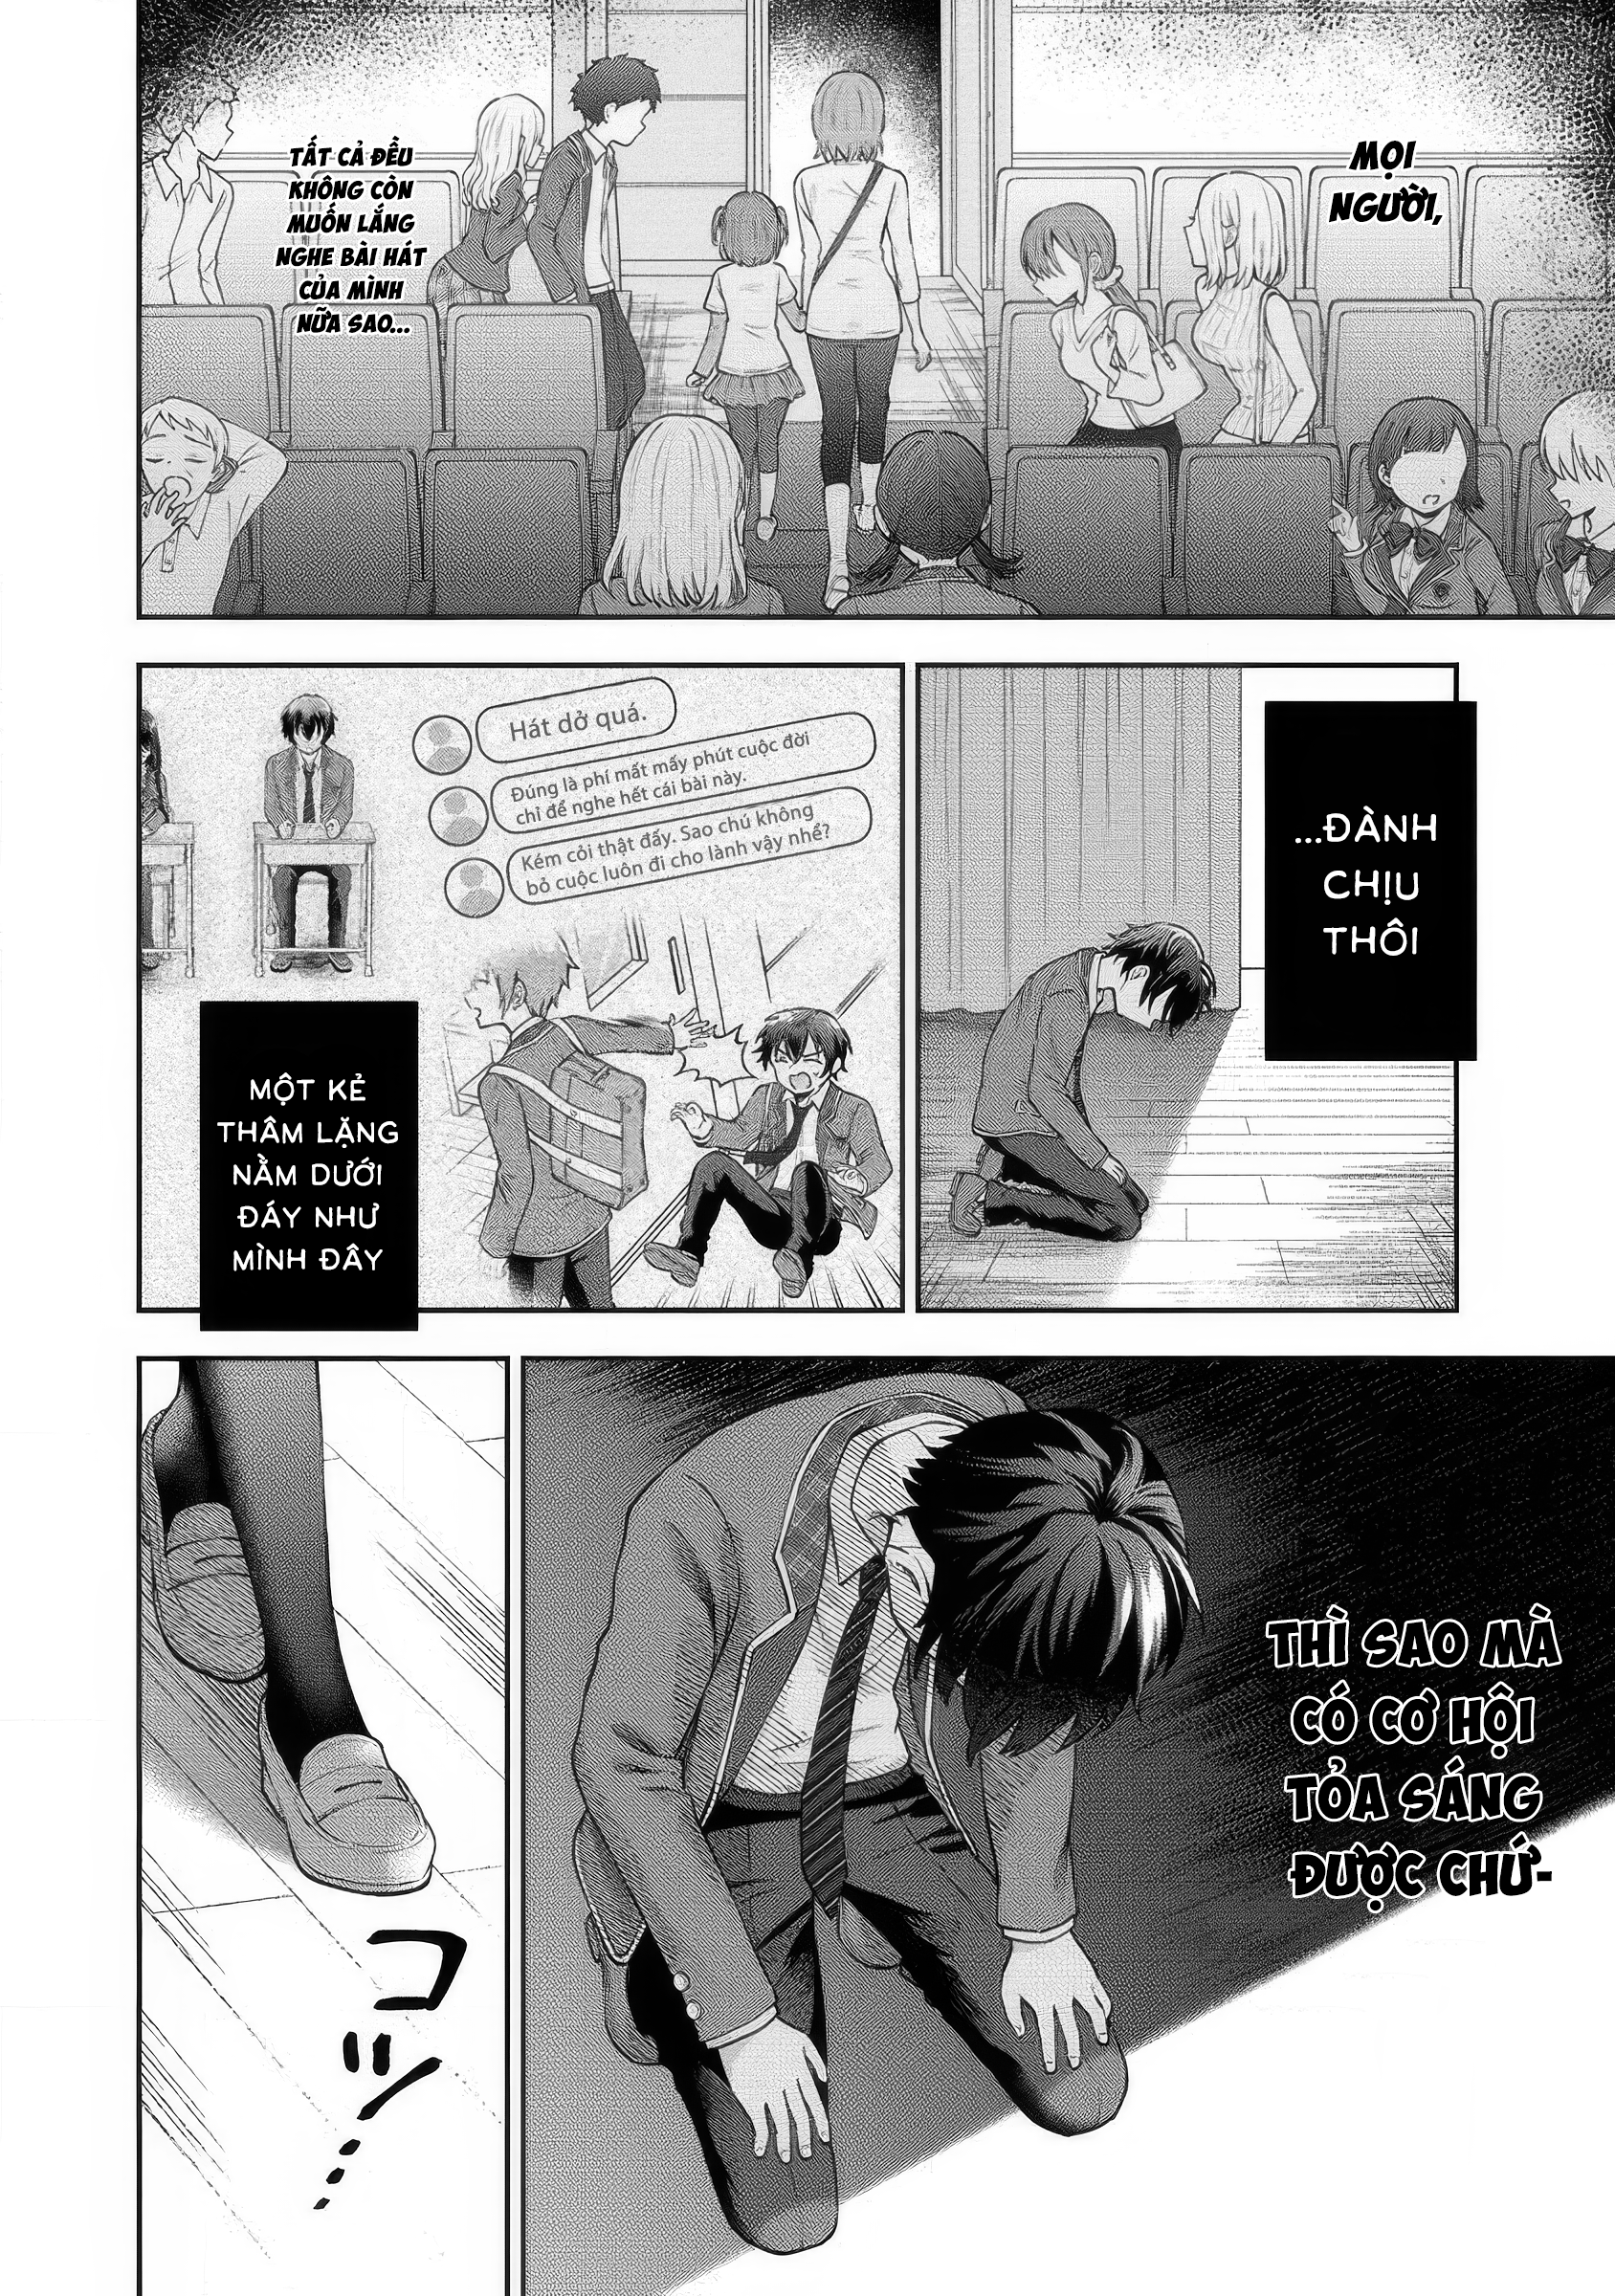 MỌI
NGƯỜI,
TẤT CẢ ĐỀU
KHÔNG CÒN
MUỐN LẮNG
NGHE BÀI HÁT
CỦA MÌNH
NỮA SAO...
...ĐÀNH
CHỊU
THÔI
Hát dở quá.
Đúng là phí mất mấy phút cuộc đời
chỉ để nghe hết cái bài này.
Kém cỏi thật đấy. Sao chú không
bỏ cuộc luôn đi cho lành vậy nhể?
MỘT KẺ
THẦM LẶNG
NẰM DƯỚI
ĐÁY NHƯ
MÌNH ĐÂY
THÌ SAO MÀ
CÓ CƠ HỘI
TỎA SÁNG
ĐƯỢC CHỨ-
コツ……